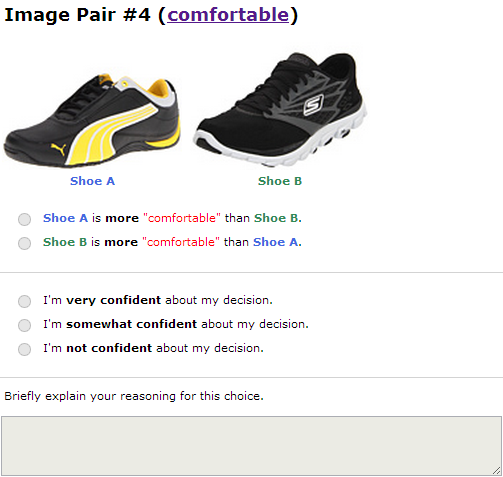 Image Pair #4 (comfortable)
Shoe A
Shoe B
Shoe A is more "comfortable" than Shoe B.
Shoe B is more "comfortable" than Shoe A.
I'm very confident about my decision.
I'm somewhat confident about my decision.
I'm not confident about my decision.
Briefly explain your reasoning for this choice.